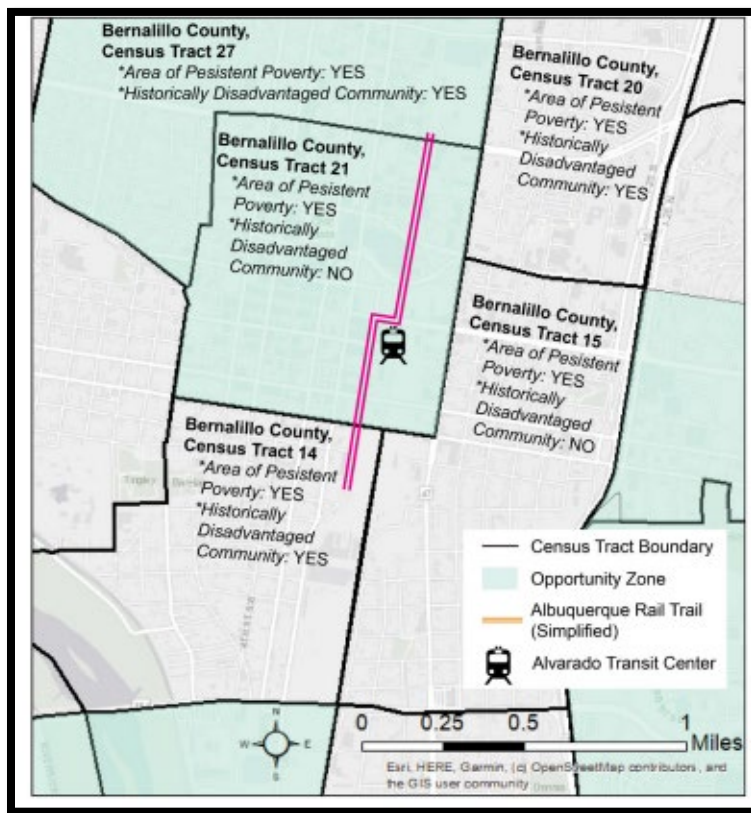 Bernalillo County,
Census Tract 27
*Area of Pesistent Poverty: YES
*Historically Disadvantaged Community: YES
Bernalillo County,
Census Tract 20
*Area of Pesistent
Poverty: YES
*Historically
Disadvantaged
Community: YES
Bernalillo County,
Census Tract 21
*Area of Pesistent
Poverty: YES
*Historically
Disadvantaged
Community: NO
Bernalillo County,
Census Tract 15
*Area of Pesistent
Poverty: YES
*Historically
Disadvantaged
Community: NO
Bernalillo County,
Census Tract 14
*Area of Pesistent
Poverty: YES
*Historically
Disadvantaged
Community: YES
Census Tract Boundary
Opportunity Zone
Albuquerque Rail Trail
(Simplified)
Alvarado Transit Center
N
W E
S
0 0.25 0.5 1
Miles
Esri, HERE, Garmin, (c) OpenStreetMap contributors, and
the GIS user community